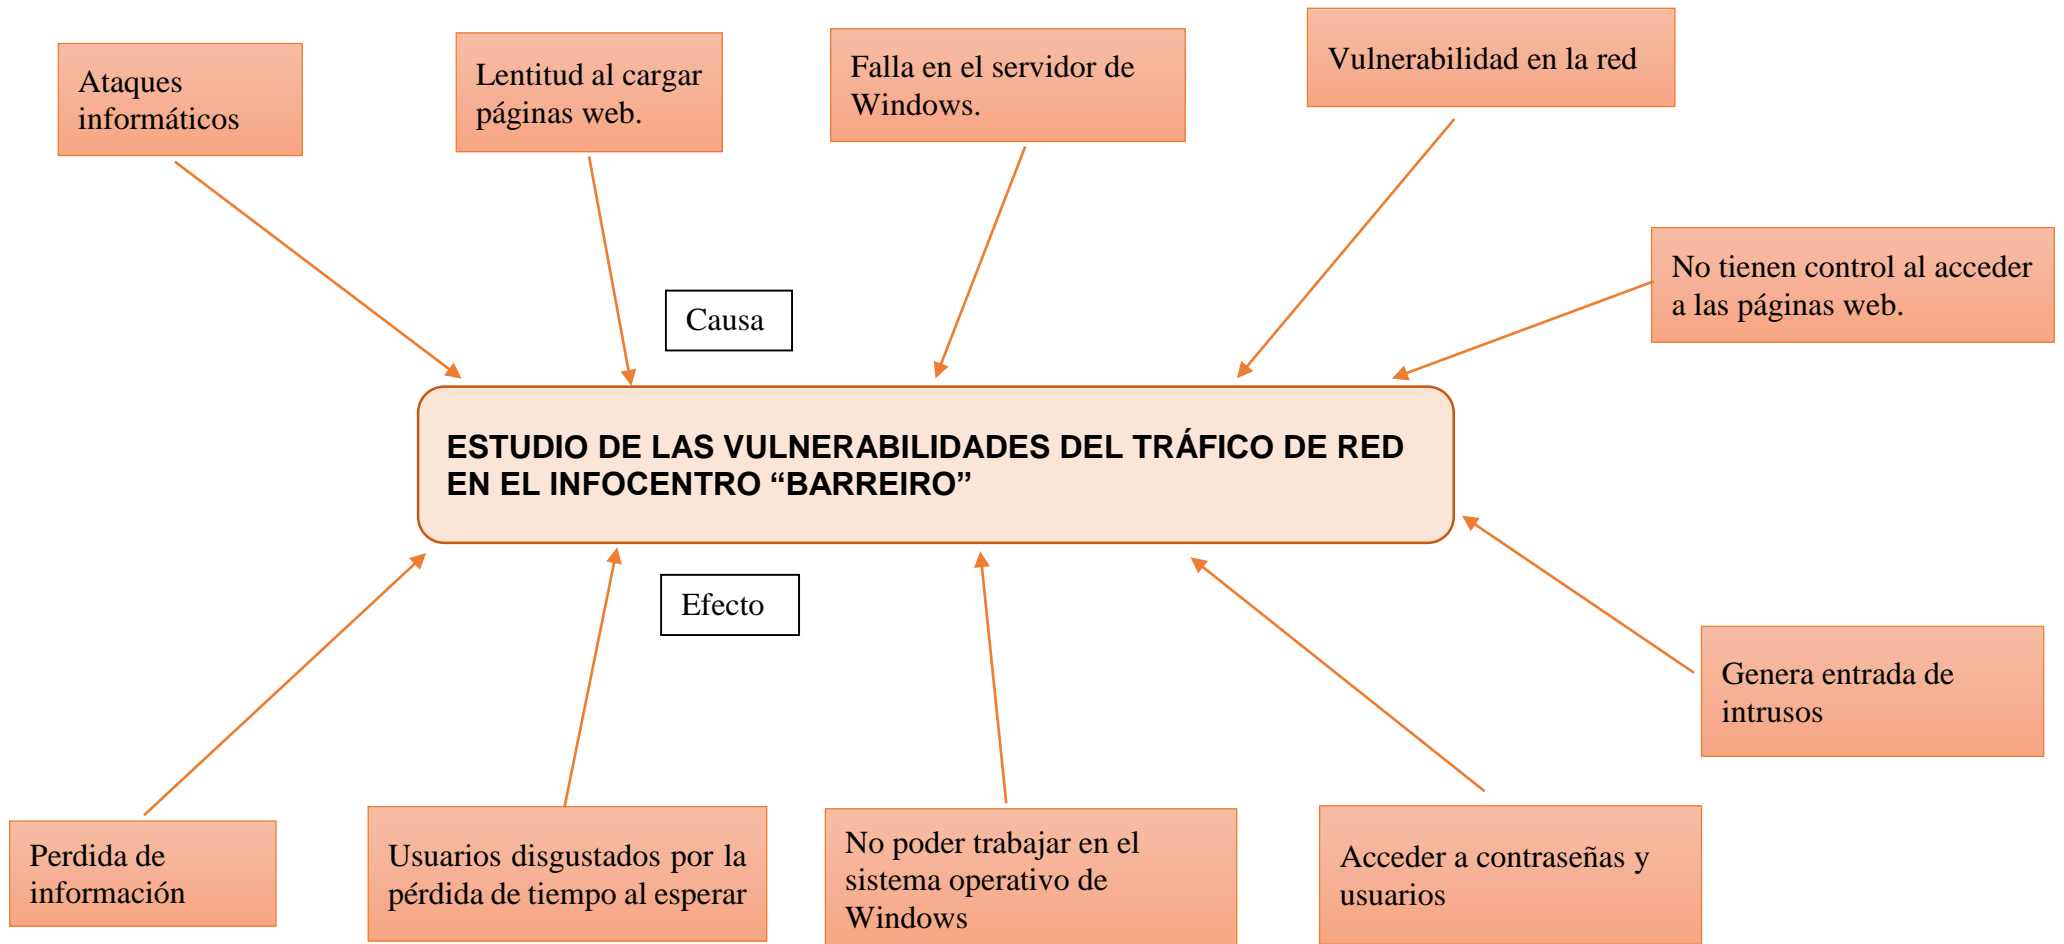 Ataques
informáticos
Lentitud al cargar
páginas web.
Falla en el servidor de
Windows.
Vulnerabilidad en la red
No tienen control al acceder
a las páginas web.
Causa
ESTUDIO DE LAS VULNERABILIDADES DEL TRÁFICO DE RED
EN EL INFOCENTRO “BARREIRO”
Efecto
Genera entrada de
intrusos
Perdida de
información
Usuarios disgustados por la
pérdida de tiempo al esperar
No poder trabajar en el
sistema operativo de
Windows
Acceder a contraseñas y
usuarios